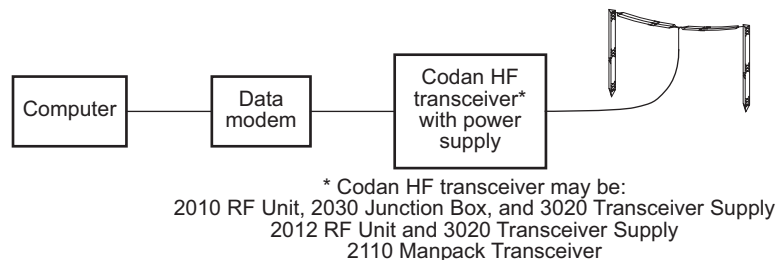 Computer
Data
modem
Codan HF
transceiver*
with power
supply
* Codan HF transceiver may be:
2010 RF Unit, 2030 Junction Box, and 3020 Transceiver Supply
2012 RF Unit and 3020 Transceiver Supply
2110 Manpack Transceiver